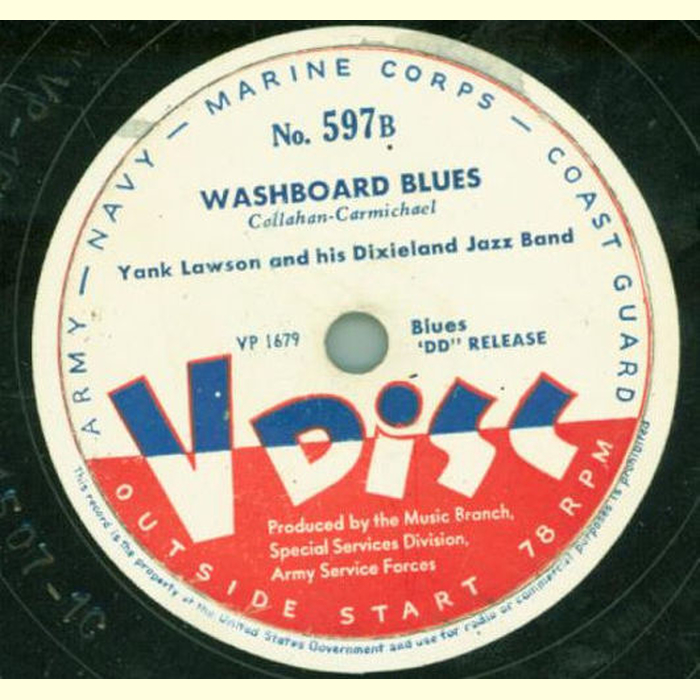 ARMY — NAVY — MARINE CORPS — COAST GUARD
No. 597B
WASHBOARD BLUES
Callahan-Carmichael
Yank Lawson and his Dixieland Jazz Band
VP 1679
Blues
'DD" RELEASE
V DISC
Produced by the Music Branch,
Special Services Division,
Army Service Forces
OUTSIDE START 78 RPM
This record is the property of the United States Government and use for radio or commercial purposes is prohibited